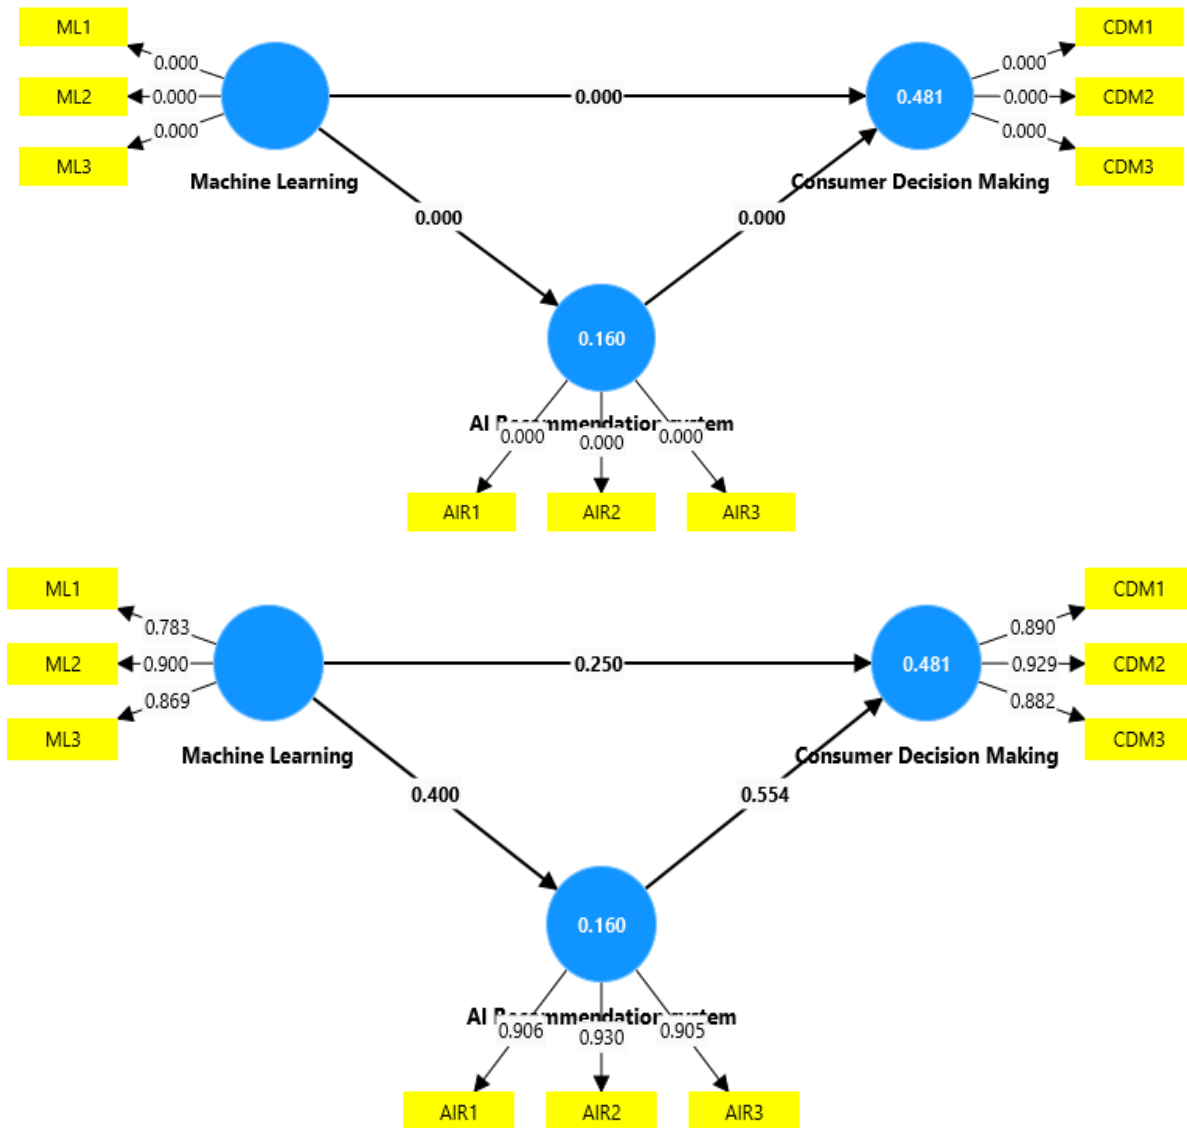 ML1
CDM1
0.000
0.000
ML2
0.000
0.000
0.481
0.000
CDM2
0.000
0.000
ML3
CDM3
Machine Learning
Consumer Decision Making
0.000
0.000
0.160
AI system
0.000
0.000
0.000
AIR1
AIR2
AIR3
ML1
CDM1
0.783
0.890
ML2
0.900
0.250
0.481
0.929
CDM2
0.869
0.882
ML3
CDM3
Machine Learning
Consumer Decision Making
0.400
0.554
0.160
AI
0.906
0.930
0.905
AIR1
AIR2
AIR3